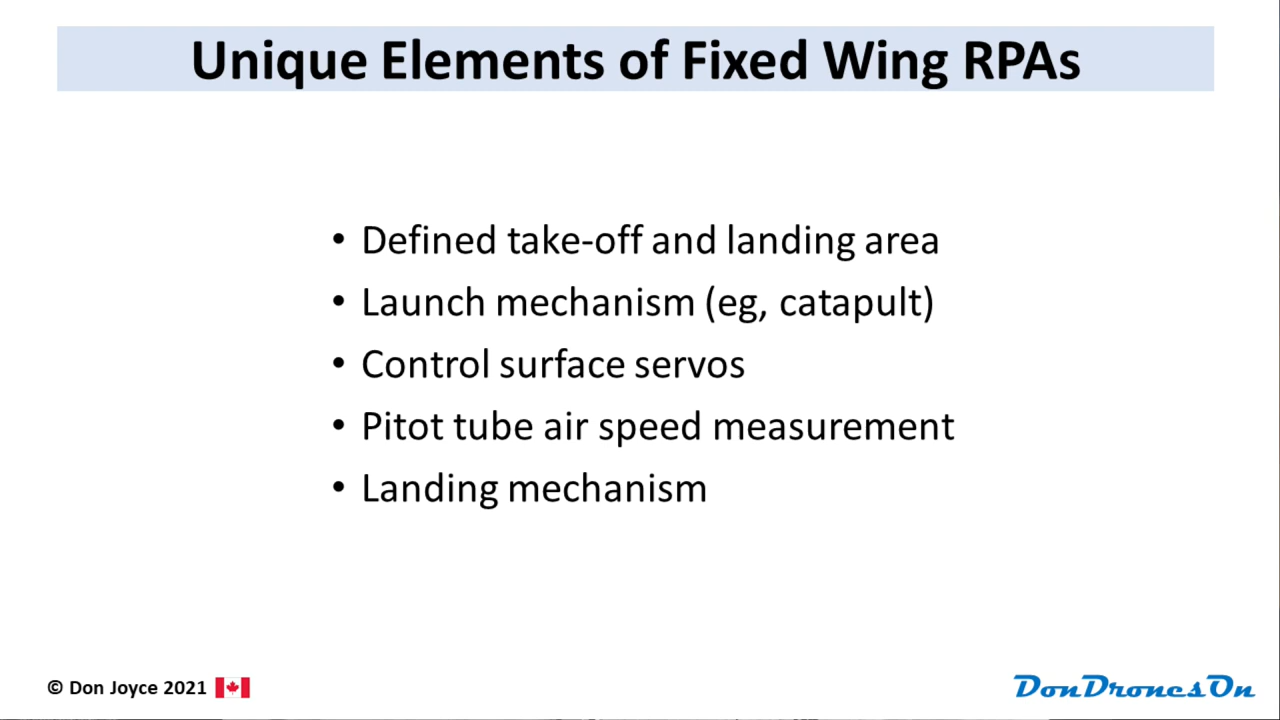 Unique Elements of Fixed Wing RPAs
• Defined take-off and landing area
• Launch mechanism (eg, catapult)
• Control surface servos
• Pitot tube air speed measurement
• Landing mechanism
© Don Joyce 2021
DonDronesOn